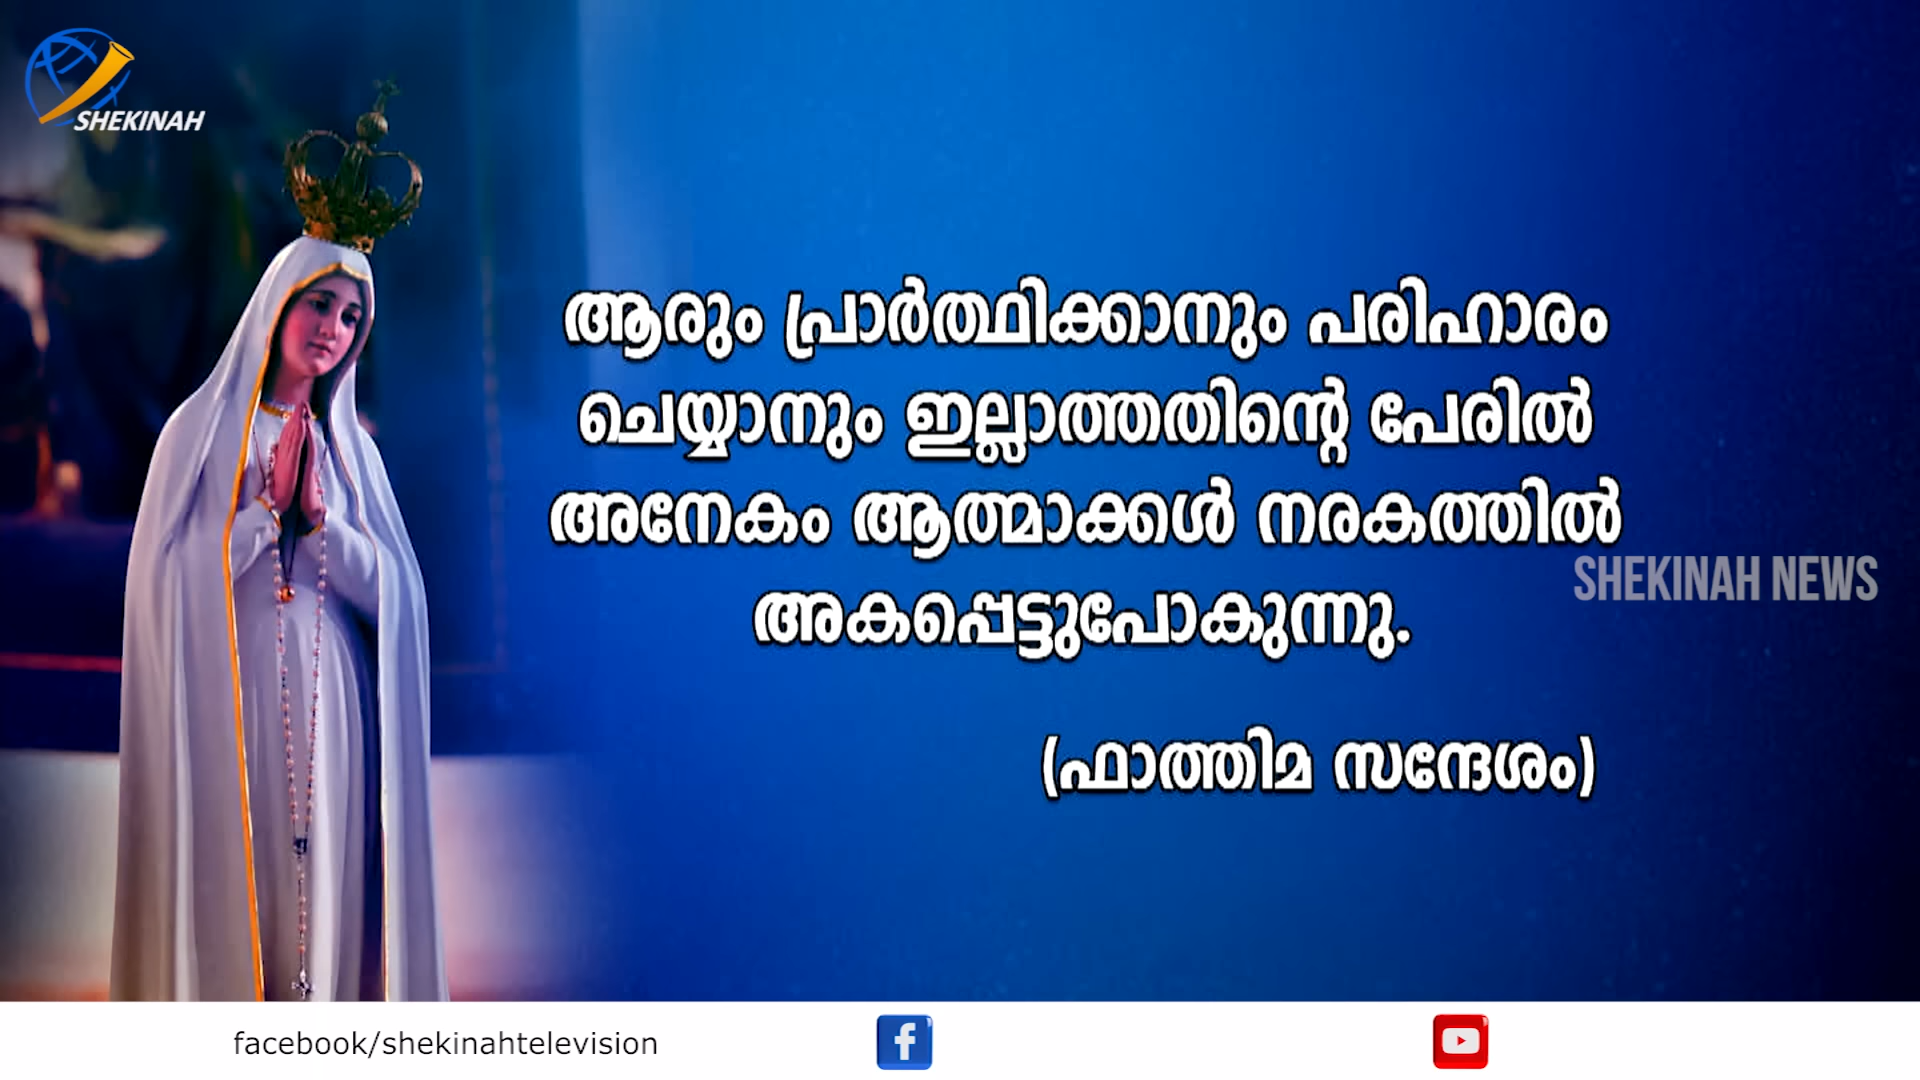 SHEKINAH
ആരും പ്രാർത്ഥിക്കാനും പരിഹാരം
ചെയ്യാനും ഇല്ലാത്തതിന്റെ പേരിൽ
അനേകം ആത്മാക്കൾ നരകത്തിൽ
അകപ്പെട്ടുപോകുന്നു.
SHEKINAH NEWS
(ഫാത്തിമ സന്ദേശം)
facebook/shekinahtelevision